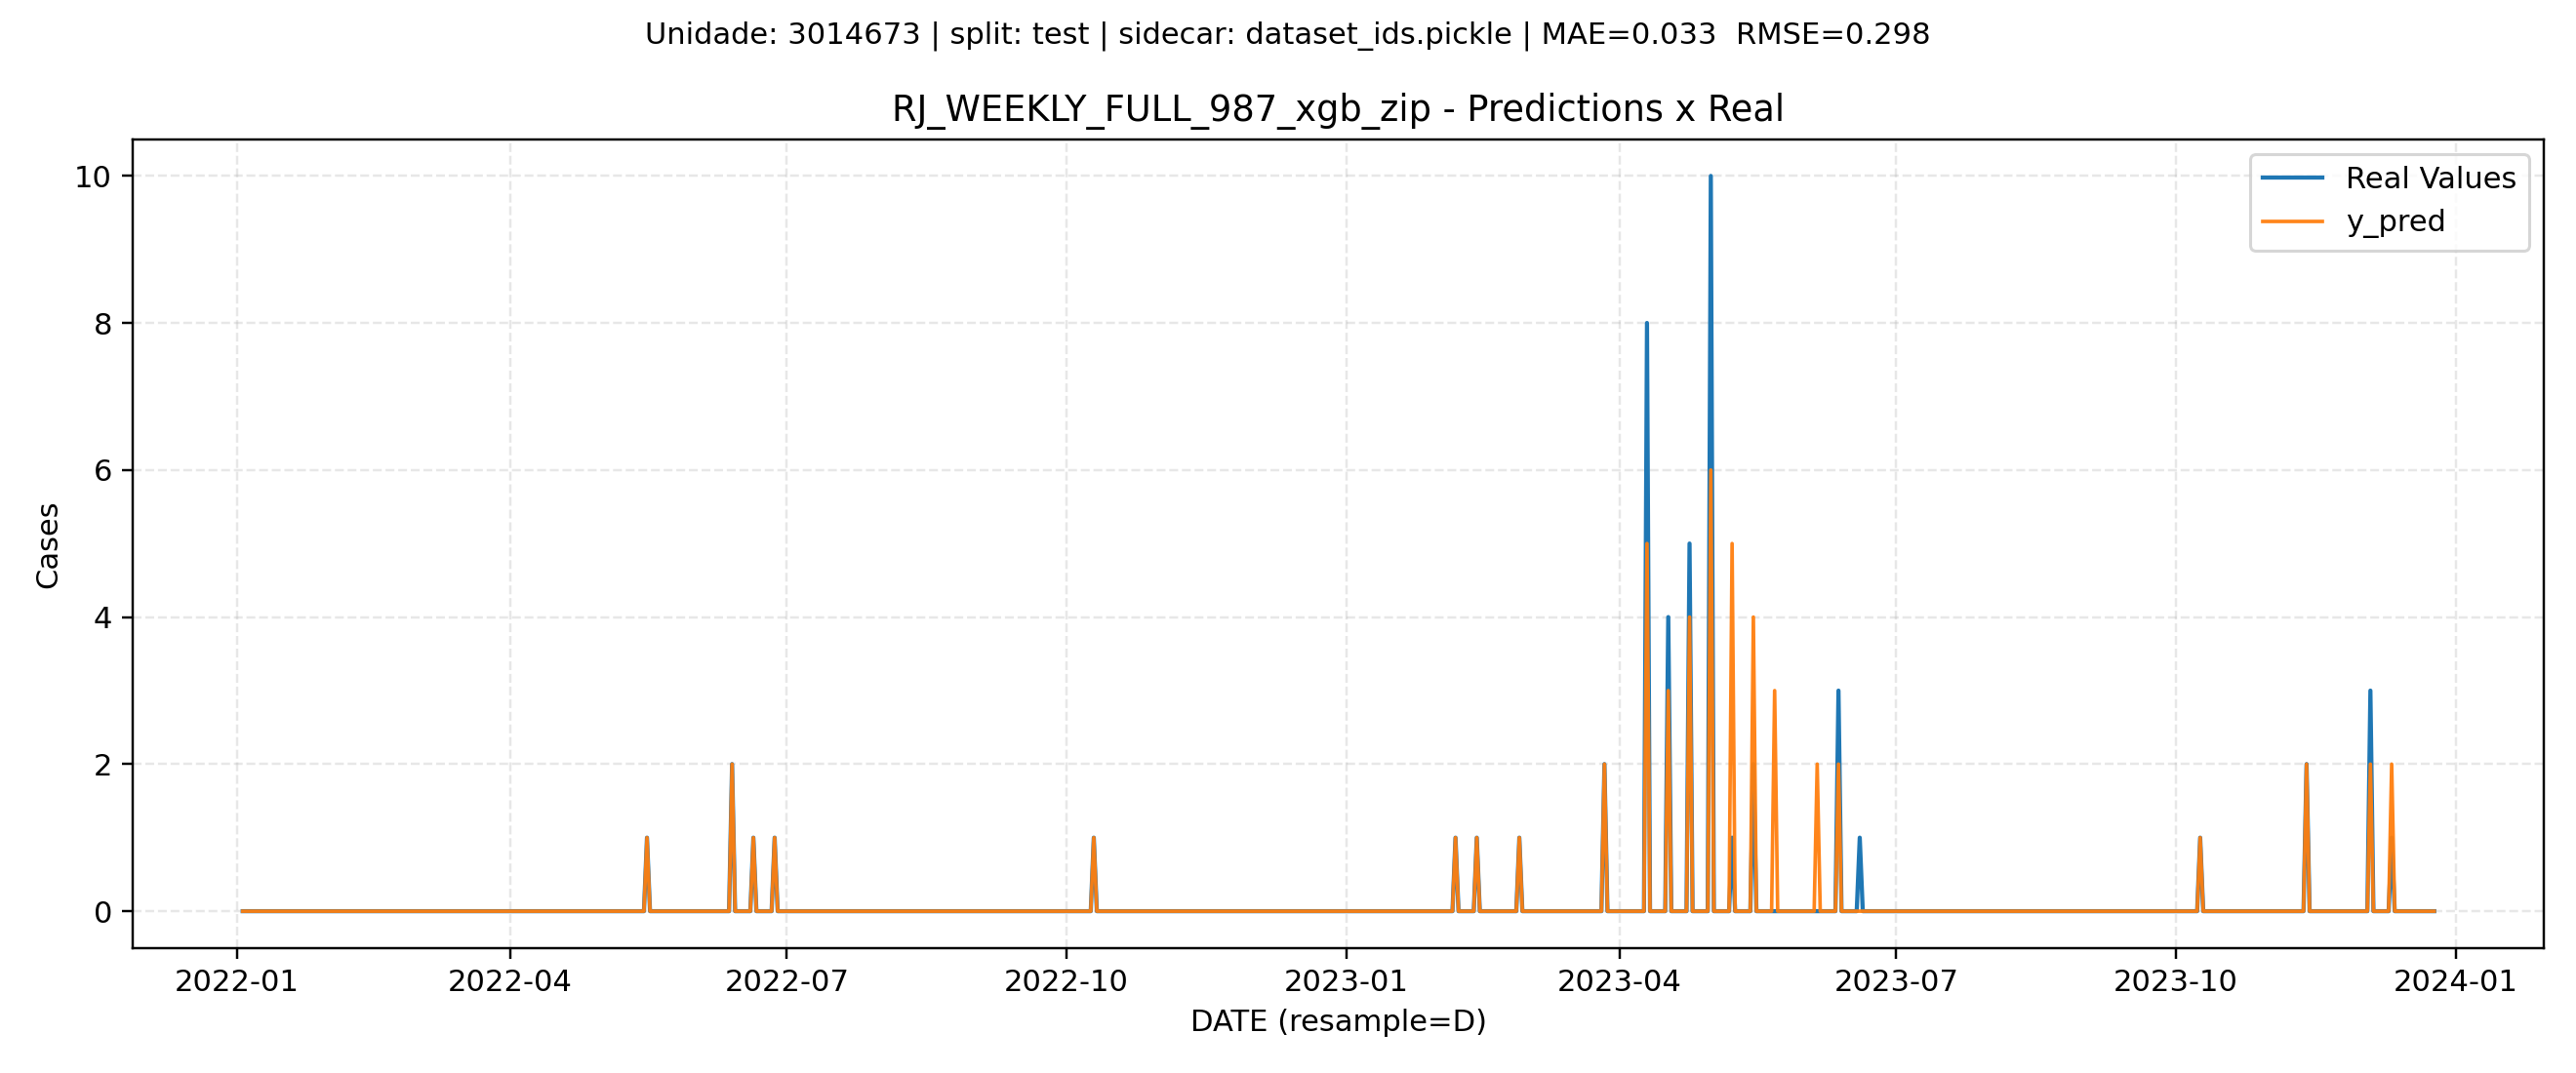 Unidade: 3014673 | split: test | sidecar: dataset_ids.pickle | MAE=0.033  RMSE=0.298
RJ_WEEKLY_FULL_987_xgb_zip - Predictions x Real
Real Values
y_pred
10
8
6
4
2
0
Cases
2022-01
2022-04
2022-07
2022-10
2023-01
2023-04
2023-07
2023-10
2024-01
DATE (resample=D)